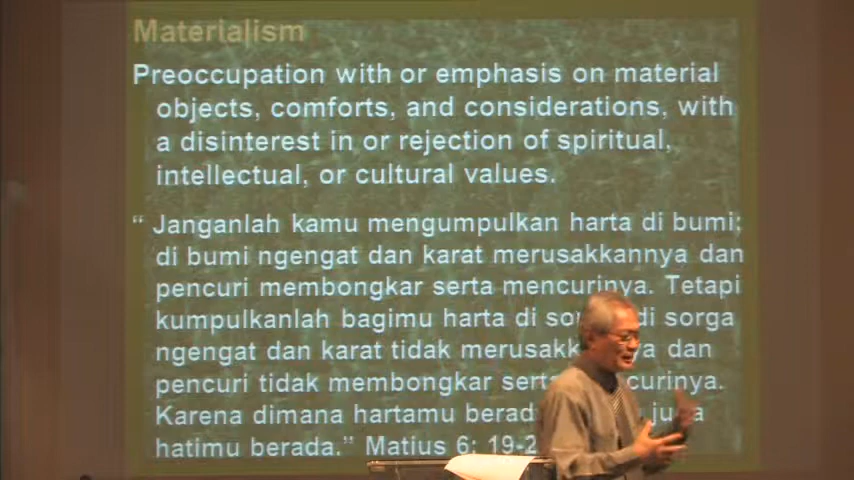 Materialism
Preoccupation with or emphasis on material
objects, comforts, and considerations, with
a disinterest in or rejection of spiritual,
intellectual, or cultural values.
“ Janganlah kamu mengumpulkan harta di bumi;
di bumi ngengat dan karat merusakkannya dan
pencuri membongkar serta mencurinya. Tetapi
kumpulkanlah bagimu harta di di sorga
ngengat dan karat tidak dan
pencuri tidak membongkar
Karena dimana hartamu
hatimu berada.” Matius 6: 19-2